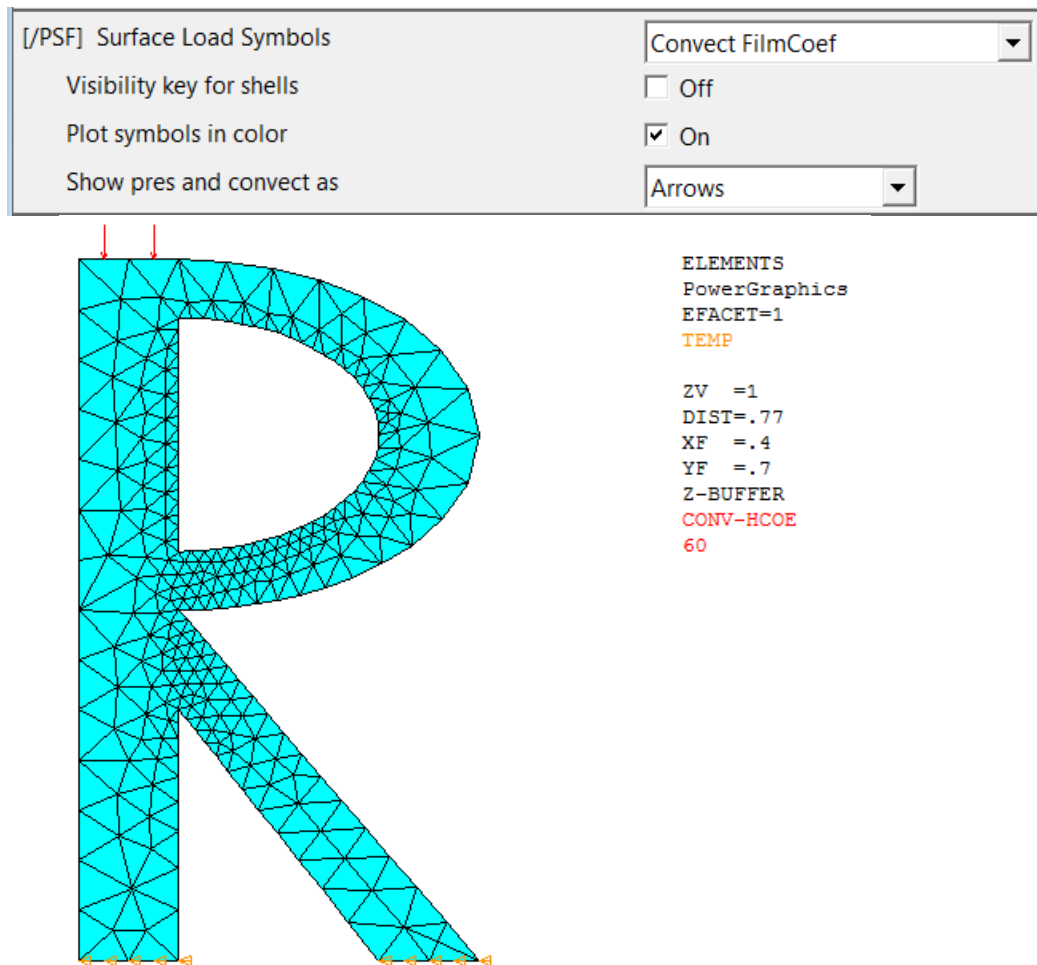 [/PSF] Surface Load Symbols
Convect FilmCoef
Visibility key for shells
Off
Plot symbols in color
On
Show pres and convect as
Arrows
ELEMENTS
PowerGraphics
EFACET=1
TEMP
ZV =1
DIST=.77
XF =.4
YF =.7
Z-BUFFER
CONV-HCOE
60